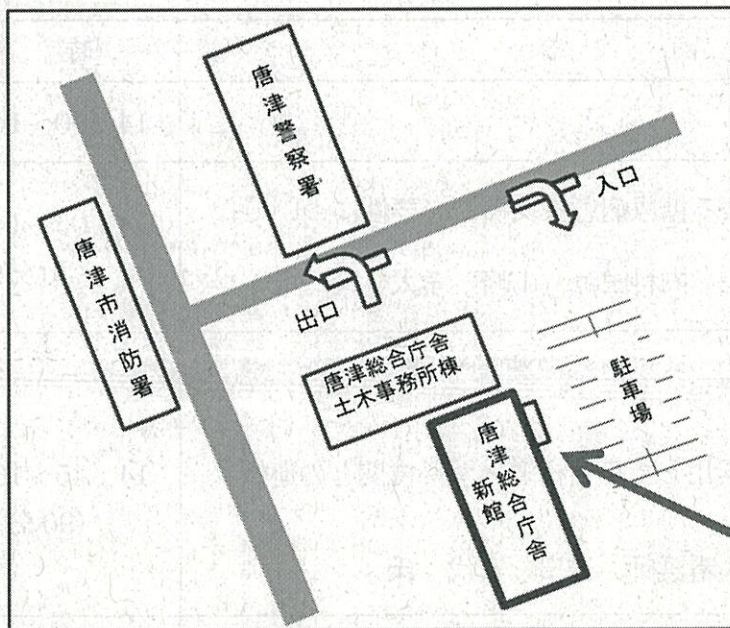 唐津警察署
入口
唐津市消防署
出口
唐津総合庁舎
土木事務所棟
駐車場
唐津総合庁舎
新館